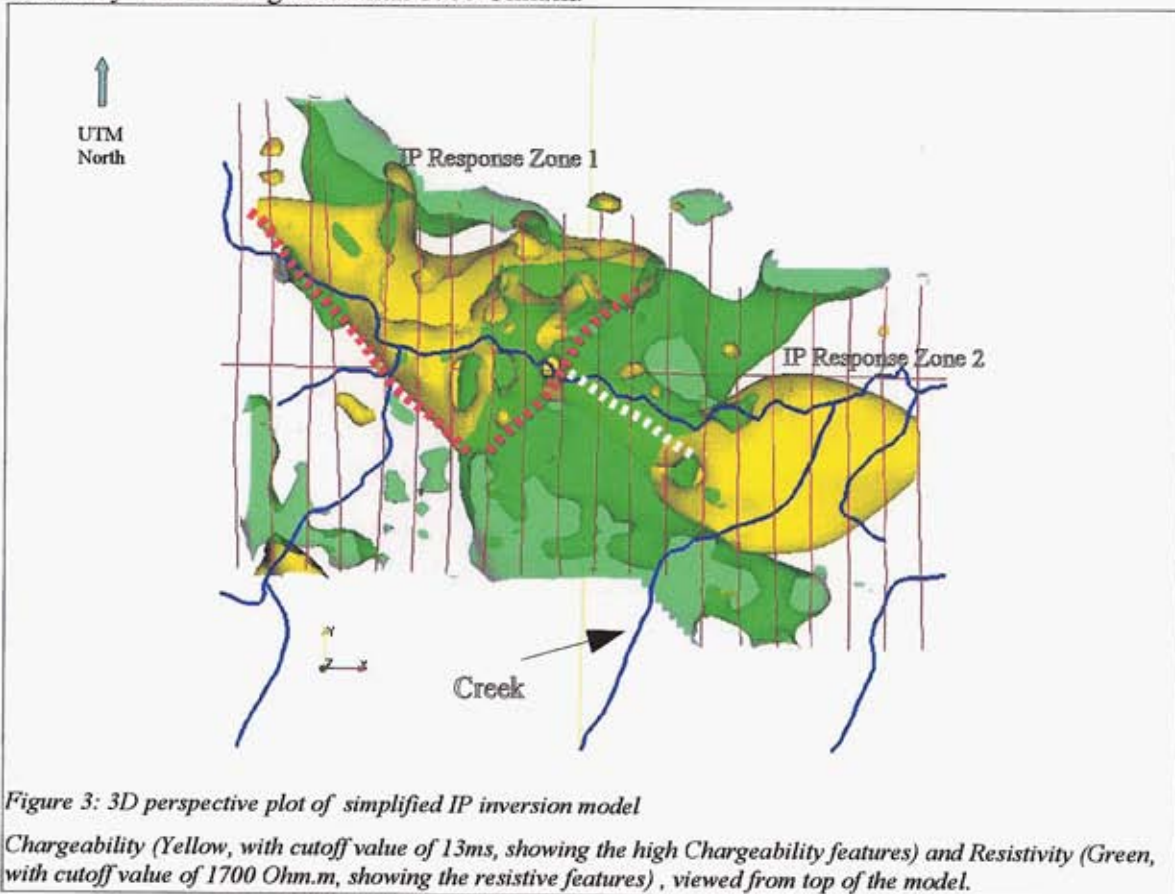 UTM
North
IP Response Zone 1
IP Response Zone 2
Y
Z X
Creek
Figure 3: 3D perspective plot of simplified IP inversion model
Chargeability (Yellow, with cutoff value of 13ms, showing the high Chargeability features) and Resistivity (Green,
with cutoff value of 1700 Ohm.m, showing the resistive features) , viewed from top of the model.